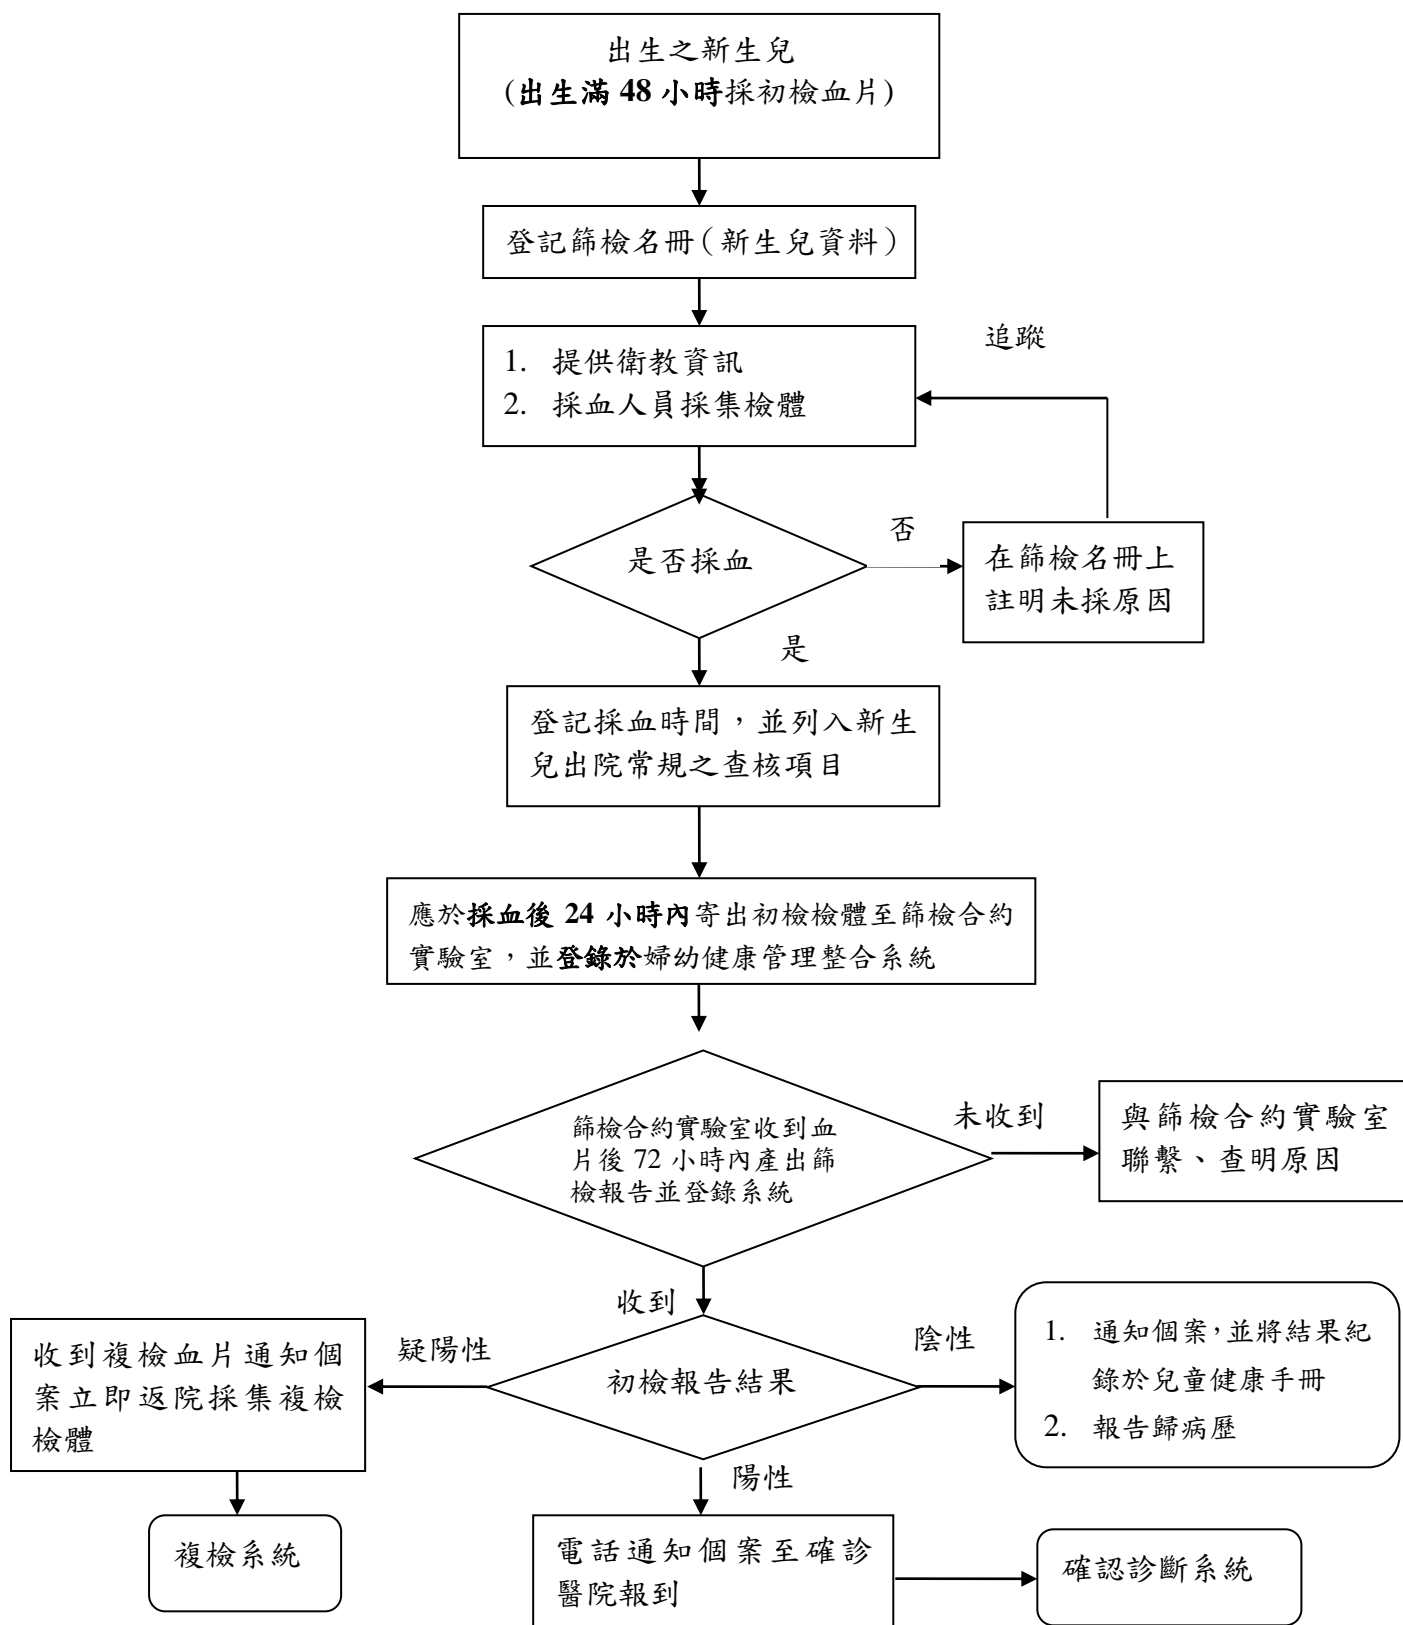 出生之新生兒
(出生滿 48 小時採初檢血片)
登記篩檢名冊（新生兒資料）
追蹤
1. 提供衛教資訊
2. 採血人員採集檢體
否
是否採血
在篩檢名冊上
註明未採原因
是
登記採血時間，並列入新生
兒出院常規之查核項目
應於採血後 24 小時內寄出初檢檢體至篩檢合約
實驗室，並登錄於婦幼健康管理整合系統
篩檢合約實驗室收到血
片後 72 小時內產出篩
檢報告並登錄系統
未收到
與篩檢合約實驗室
聯繫、查明原因
收到
疑陽性
收到複檢血片通知個
案立即返院採集複檢
檢體
初檢報告結果
陰性
1. 通知個案，並將結果紀
錄於兒童健康手冊
2. 報告歸病歷
陽性
複檢系統
電話通知個案至確診
醫院報到
確認診斷系統